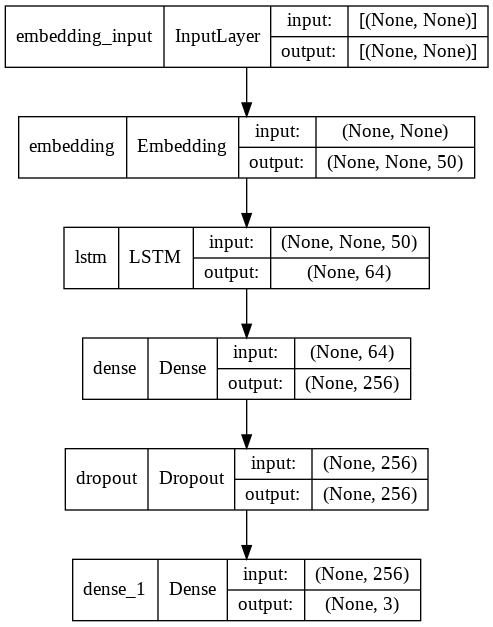 embedding_input InputLayer input: [(None, None)]
output: [(None, None)]
embedding Embedding input: (None, None)
output: (None, None, 50)
lstm LSTM input: (None, None, 50)
output: (None, 64)
dense Dense input: (None, 64)
output: (None, 256)
dropout Dropout input: (None, 256)
output: (None, 256)
dense_1 Dense input: (None, 256)
output: (None, 3)